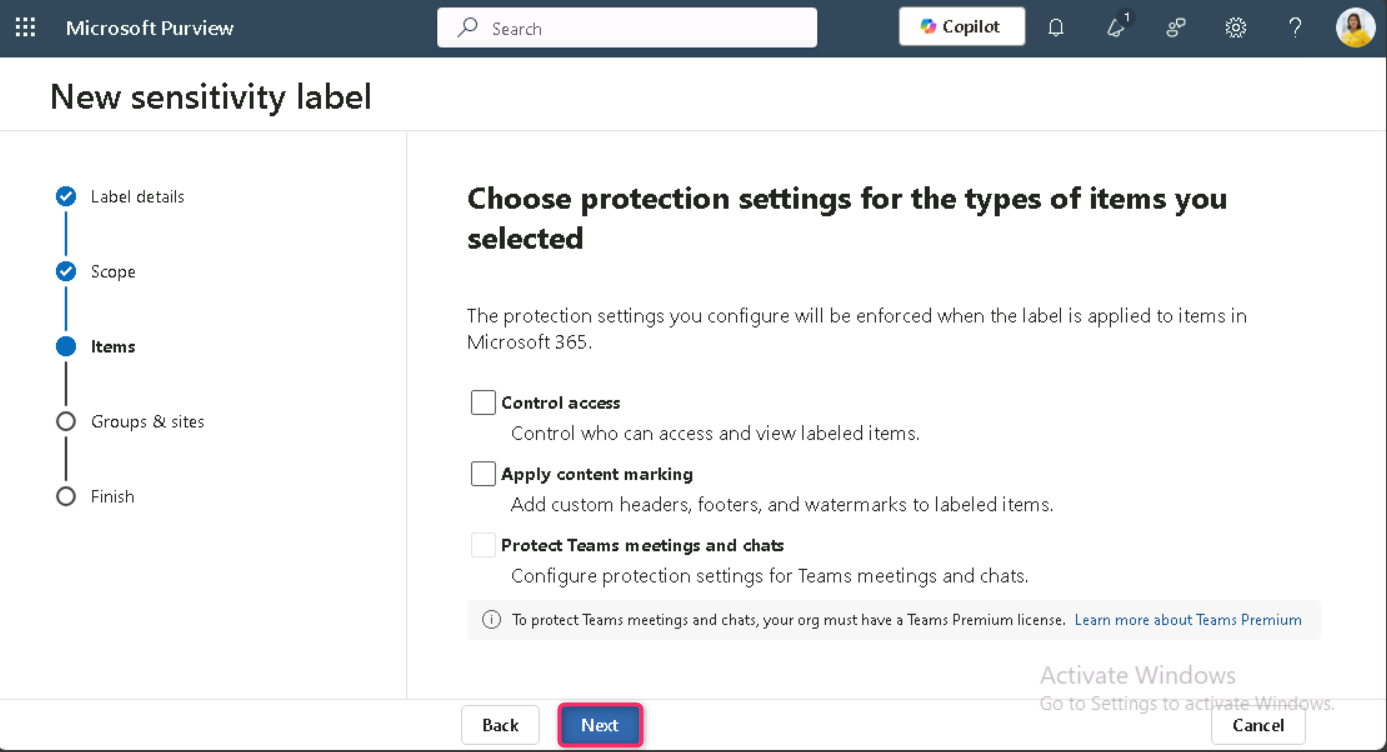 Microsoft Purview
Search
Copilot
1
New sensitivity label
Label details
Scope
Items
Groups & sites
Finish
Choose protection settings for the types of items you
selected
The protection settings you configure will be enforced when the label is applied to items in
Microsoft 365.
Control access
Control who can access and view labeled items.
Apply content marking
Add custom headers, footers, and watermarks to labeled items.
Protect Teams meetings and chats
Configure protection settings for Teams meetings and chats.
To protect Teams meetings and chats, your org must have a Teams Premium license. Learn more about Teams Premium
Activate Windows
Go to Settings to activate Windows.
Back
Next
Cancel